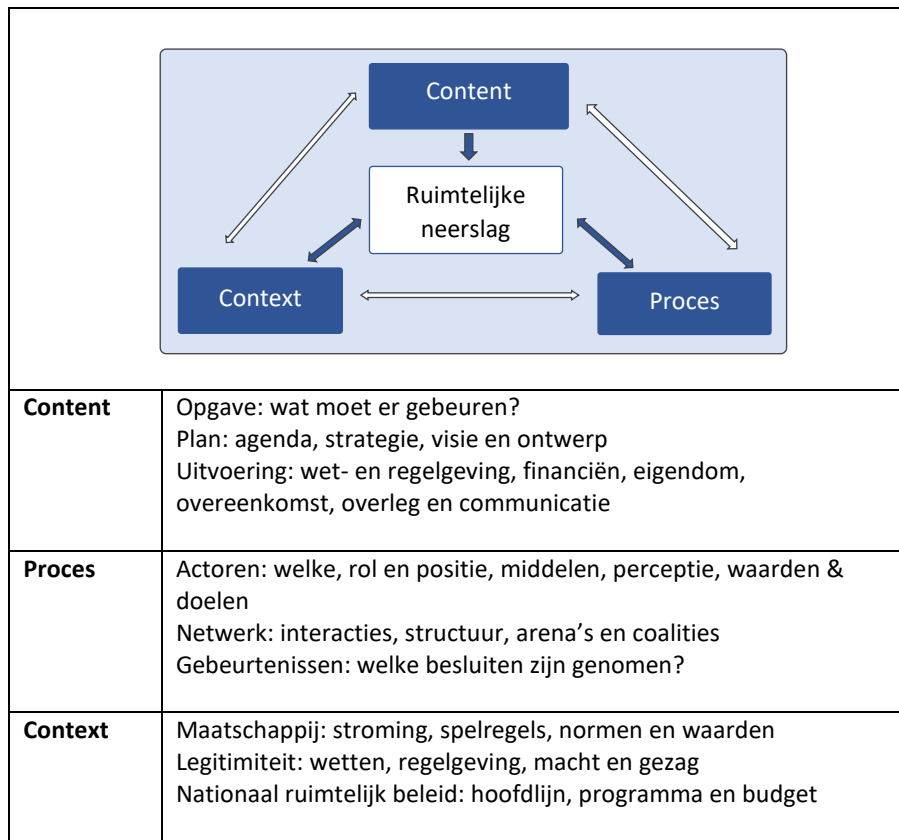 Content
Ruimtelijke
neerslag
Context
Proces
Content
Opgave: wat moet er gebeuren?
Plan: agenda, strategie, visie en ontwerp
Uitvoering: wet- en regelgeving, financiën, eigendom,
overeenkomst, overleg en communicatie
Proces
Actoren: welke, rol en positie, middelen, perceptie, waarden &
doelen
Netwerk: interacties, structuur, arena’s en coalities
Gebeurtenissen: welke besluiten zijn genomen?
Context
Maatschappij: stroming, spelregels, normen en waarden
Legitimiteit: wetten, regelgeving, macht en gezag
Nationaal ruimtelijk beleid: hoofdlijn, programma en budget